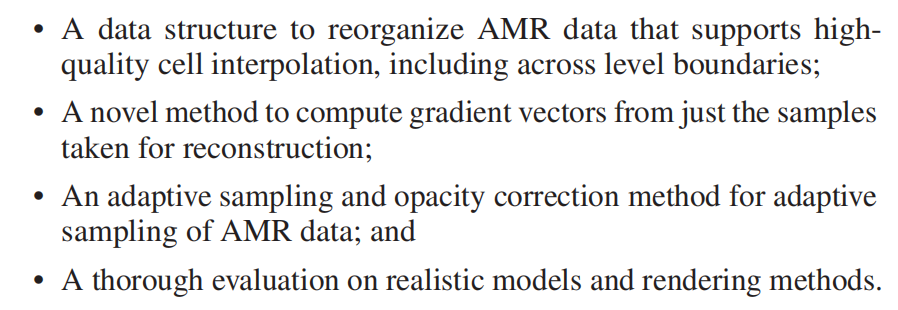 • A data structure to reorganize AMR data that supports high-
quality cell interpolation, including across level boundaries;
• A novel method to compute gradient vectors from just the samples
taken for reconstruction;
• An adaptive sampling and opacity correction method for adaptive
sampling of AMR data; and
• A thorough evaluation on realistic models and rendering methods.